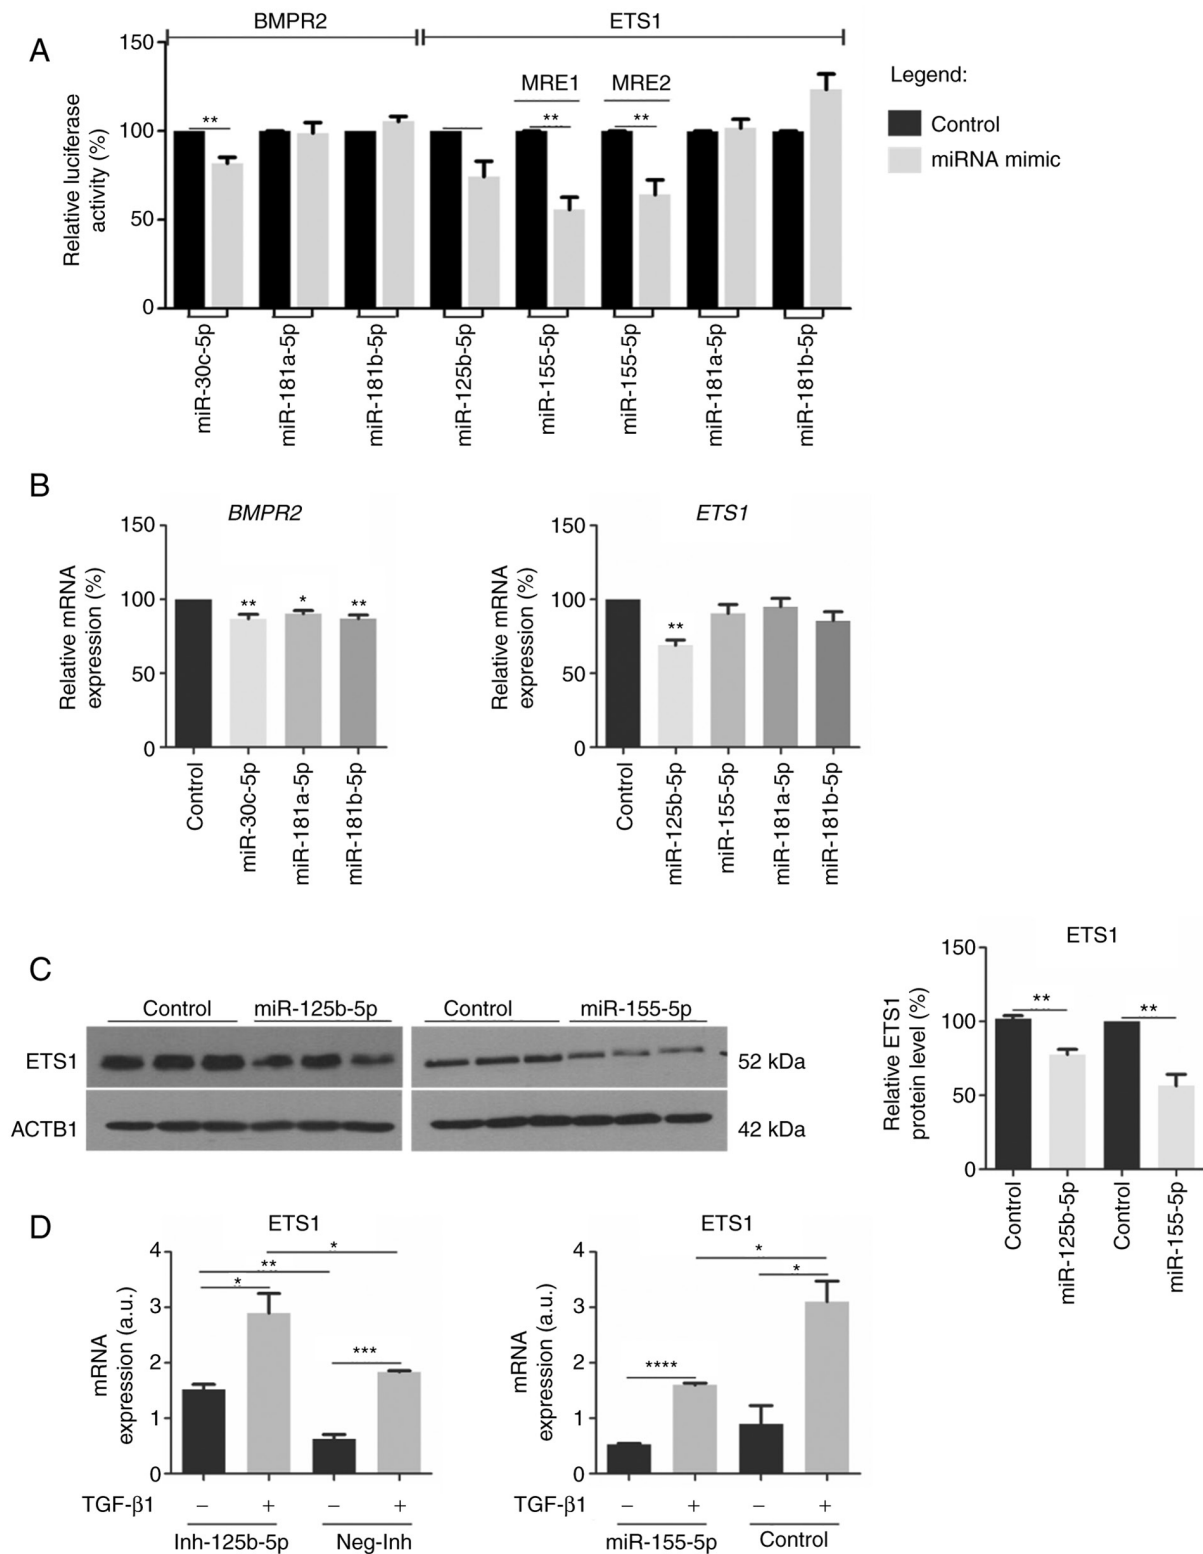 A
BMPR2
ETS1
MRE1
MRE2
Legend:
Control
miRNA mimic
Relative luciferase
activity (%)
150
100
50
0
**
**
**
miR-30c-5p
miR-181a-5p
miR-181b-5p
miR-125b-5p
miR-155-5p
miR-155-5p
miR-181a-5p
miR-181b-5p
B
BMPR2
Relative mRNA
expression (%)
150
100
50
0
**
*
**
Control
miR-30c-5p
miR-181a-5p
miR-181b-5p
ETS1
Relative mRNA
expression (%)
150
100
50
0
**
Control
miR-125b-5p
miR-155-5p
miR-181a-5p
miR-181b-5p
C
Control
miR-125b-5p
Control
miR-155-5p
ETS1
52 kDa
ACTB1
42 kDa
ETS1
Relative ETS1
protein level (%)
150
100
50
0
**
**
Control
miR-125b-5p
Control
miR-155-5p
D
ETS1
mRNA
expression (a.u.)
4
3
2
1
0
*
**
*
***
TGF-β1
− + − +
Inh-125b-5p
Neg-Inh
ETS1
mRNA
expression (a.u.)
4
3
2
1
0
*
*
****
TGF-β1
− + − +
miR-155-5p
Control